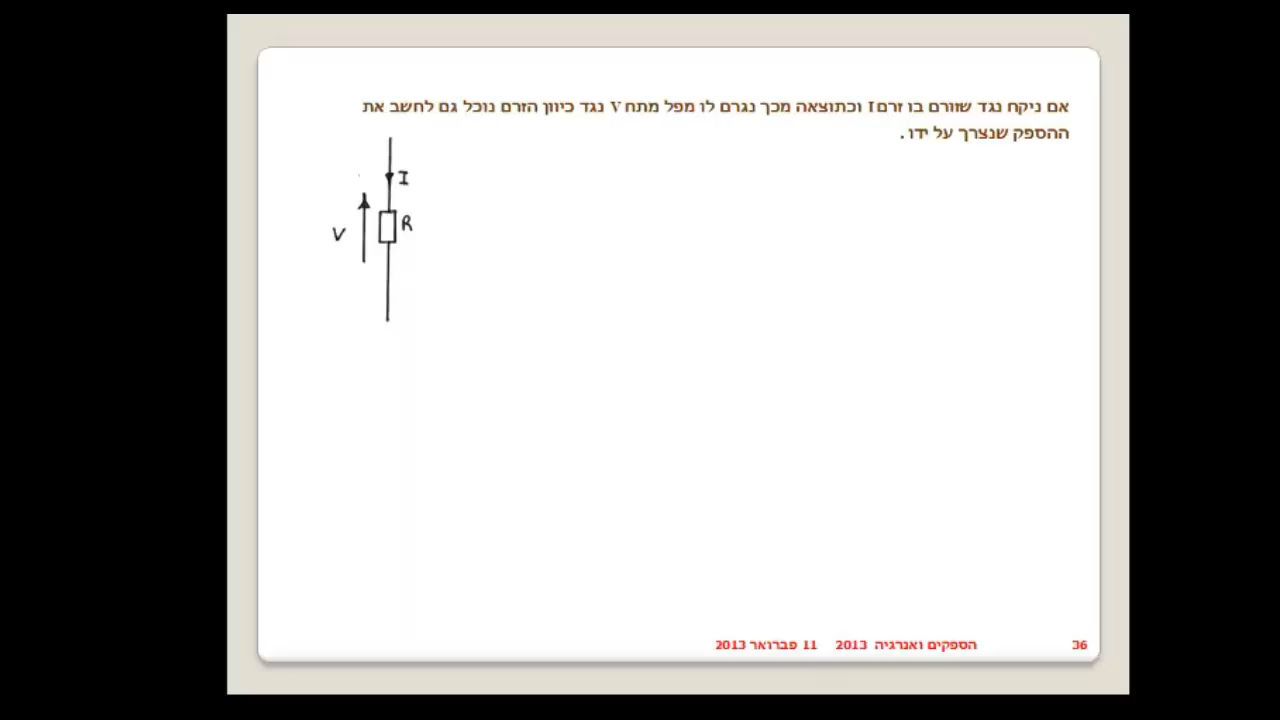 אם ניקח נגד שזורם בו זרם I וכתוצאה מכך נגרם לו מפל מתח V נגד כיוון הזרם נוכל גם לחשב את
ההספק שנצרך על ידו .
I
R
V
הספקים ואנרגיה 2013 11 פברואר 2013
36